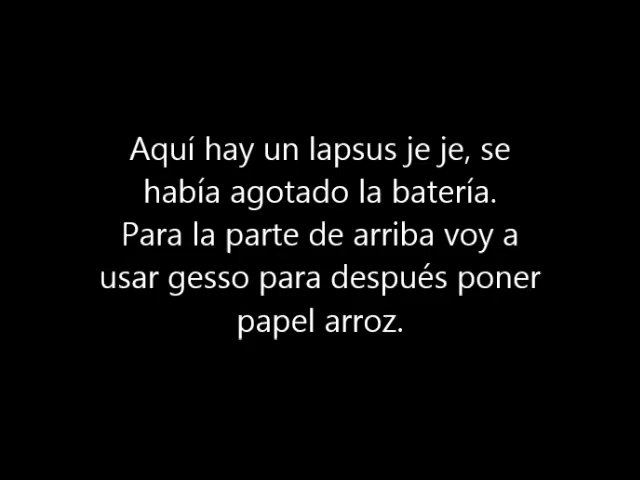 Aquí hay un lapsus je je, se
había agotado la batería.
Para la parte de arriba voy a
usar gesso para después poner
papel arroz.